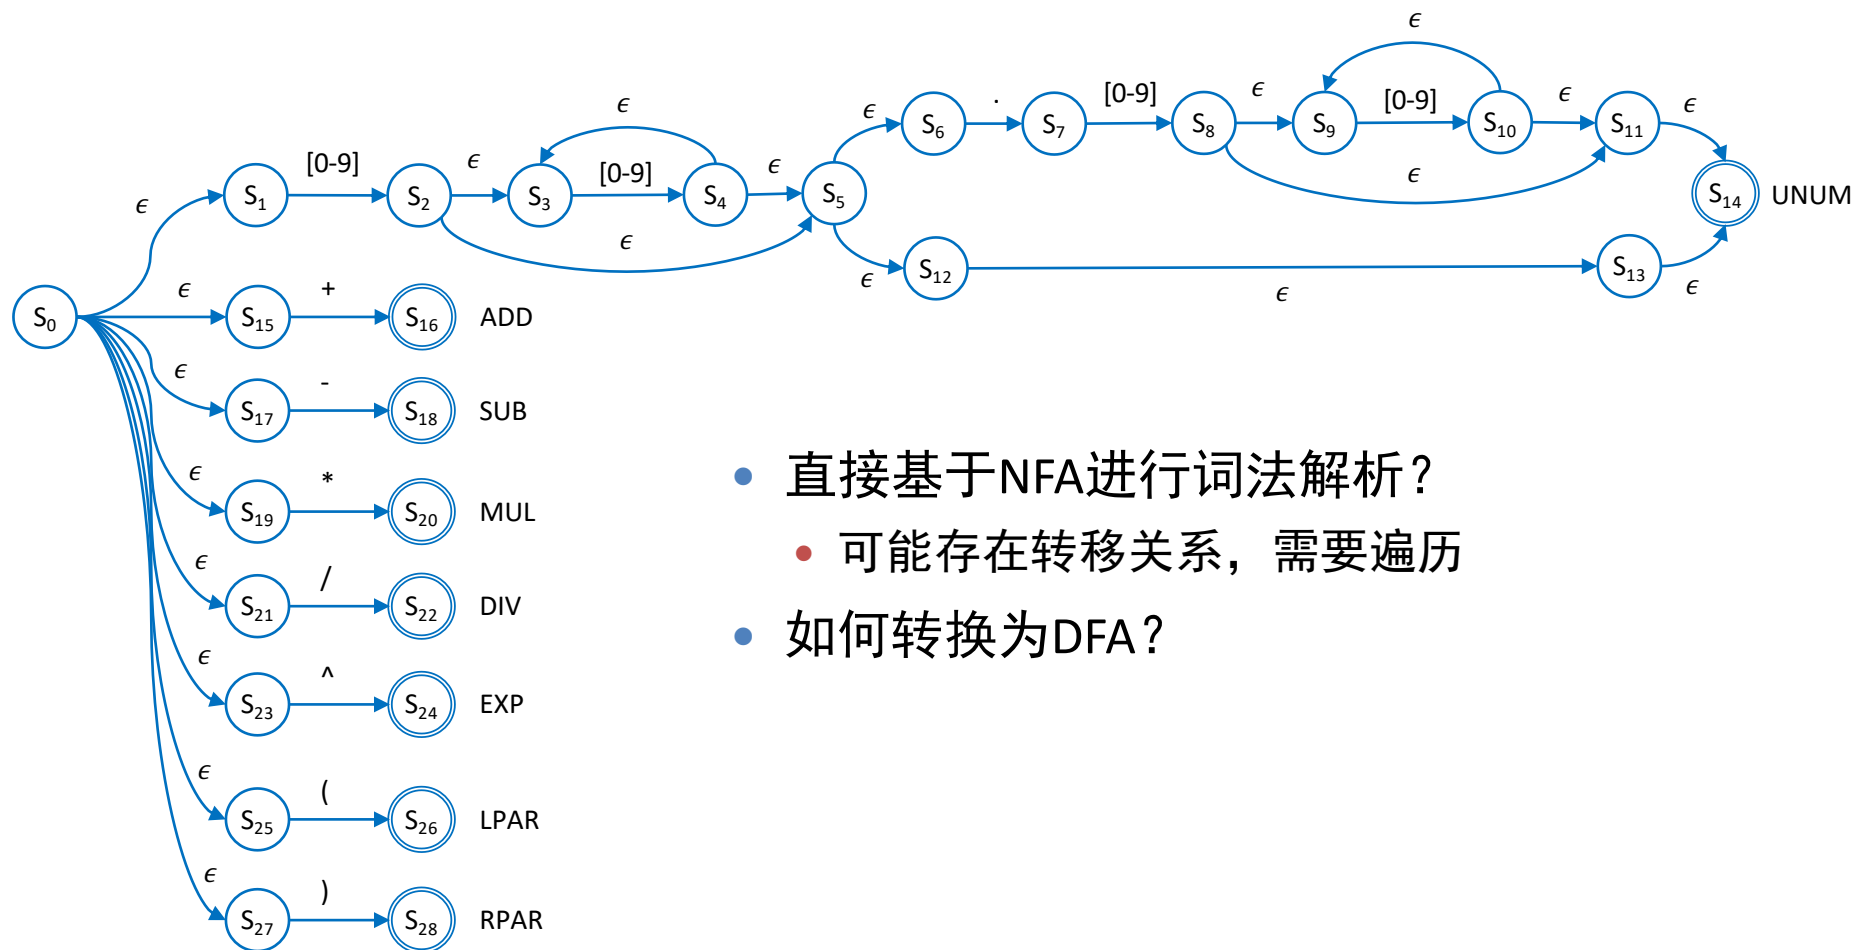 ϵ
ϵ ϵ . [0-9] ϵ [0-9] ϵ ϵ
S₆ S₇ S₈ S₉ S₁₀ S₁₁
[0-9] ϵ [0-9] ϵ ϵ
ϵ S₁ S₂ S₃ S₄ S₅ S₁₄ UNUM
ϵ
ϵ S₁₂ ϵ S₁₃ ϵ
S₀ ϵ S₁₅ + S₁₆ ADD
ϵ S₁₇ - S₁₈ SUB
ϵ S₁₉ * S₂₀ MUL
ϵ S₂₁ / S₂₂ DIV
ϵ S₂₃ ^ S₂₄ EXP
ϵ S₂₅ ( S₂₆ LPAR
ϵ S₂₇ ) S₂₈ RPAR
• 直接基于NFA进行词法解析?
• 可能存在转移关系，需要遍历
• 如何转换为DFA?